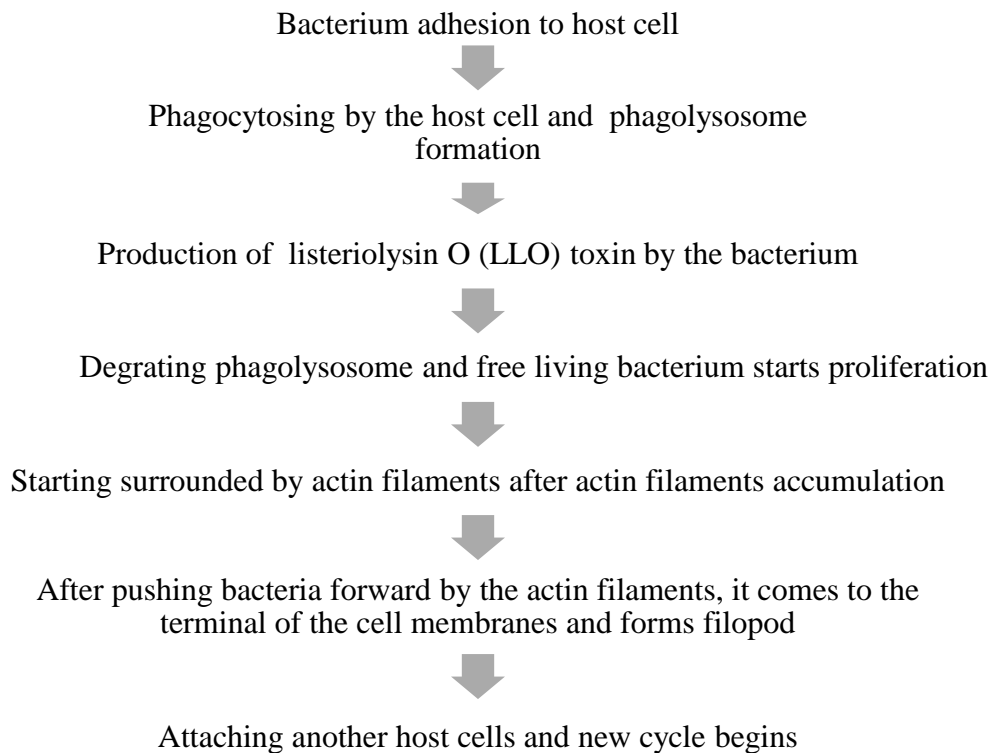 Bacterium adhesion to host cell
Phagocytosing by the host cell and phagolysosome
formation
Production of listeriolysin O (LLO) toxin by the bacterium
Degrating phagolysosome and free living bacterium starts proliferation
Starting surrounded by actin filaments after actin filaments accumulation
After pushing bacteria forward by the actin filaments, it comes to the
terminal of the cell membranes and forms filopod
Attaching another host cells and new cycle begins